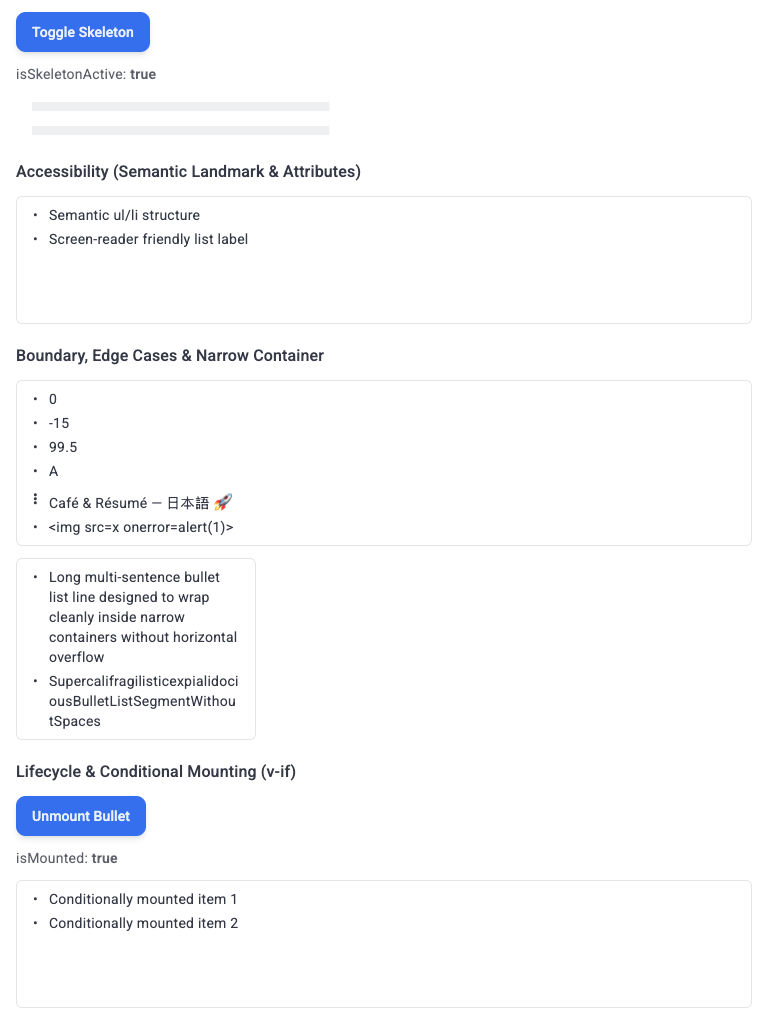 Toggle Skeleton
isSkeletonActive: true
Accessibility (Semantic Landmark & Attributes)
• Semantic ul/li structure
• Screen-reader friendly list label
Boundary, Edge Cases & Narrow Container
• 0
• -15
• 99.5
• A
⋮ Café & Résumé — 日本語 🚀
• <img src=x onerror=alert(1)>
• Long multi-sentence bullet
list line designed to wrap
cleanly inside narrow
containers without horizontal
overflow
• Supercalifragilisticexpialidoci
ousBulletListSegmentWithou
tSpaces
Lifecycle & Conditional Mounting (v-if)
Unmount Bullet
isMounted: true
• Conditionally mounted item 1
• Conditionally mounted item 2